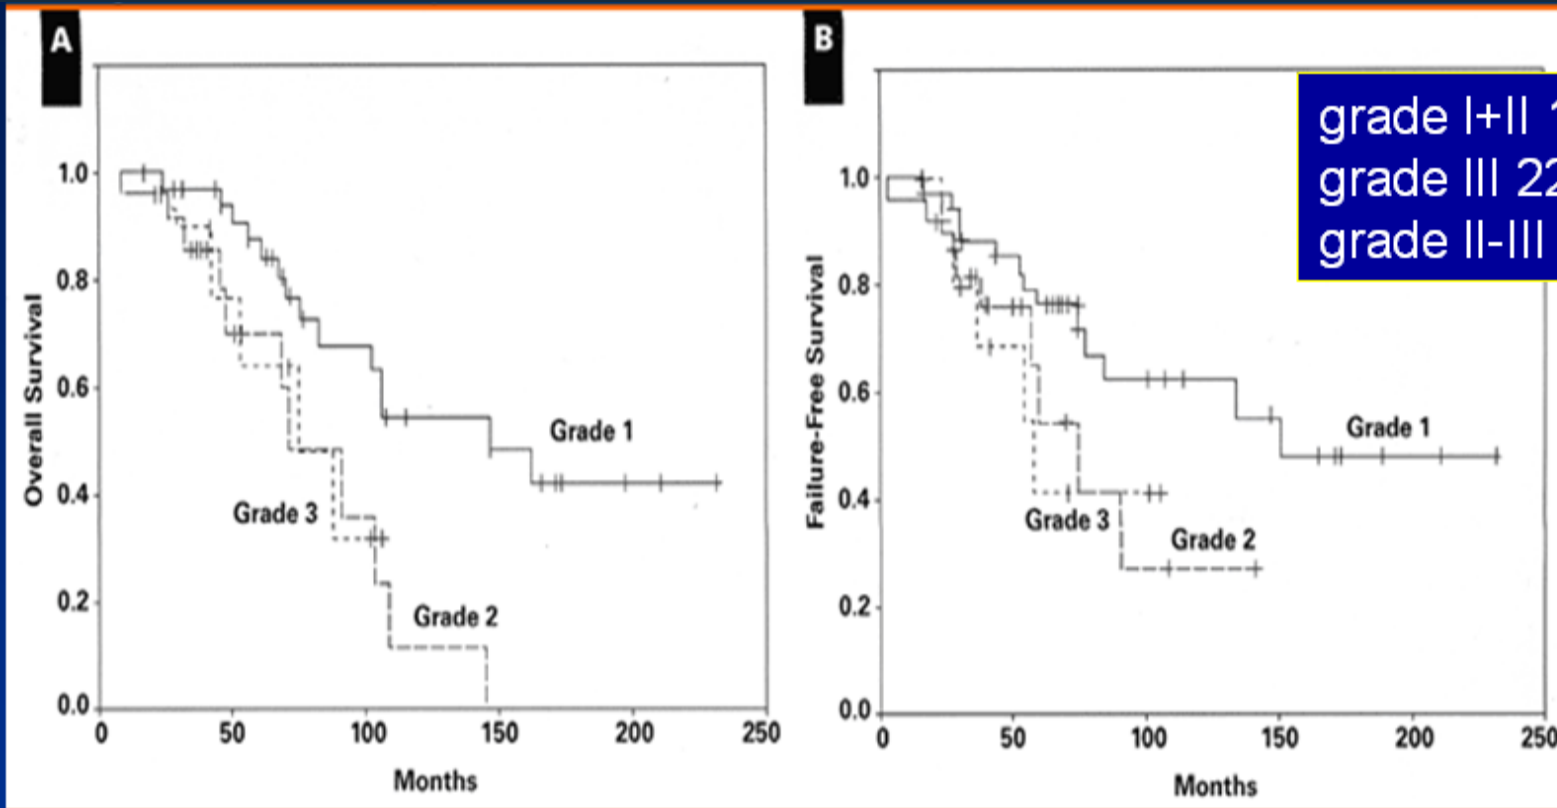 A
Overall Survival
1.0
0.8
0.6
0.4
0.2
0.0
0 50 100 150 200 250
Months
Grade 1
Grade 3
Grade 2
B
Failure-Free Survival
1.0
0.8
0.6
0.4
0.2
0.0
0 50 100 150 200 250
Months
Grade 1
Grade 3
Grade 2
grade I+II
grade III 22
grade II-III